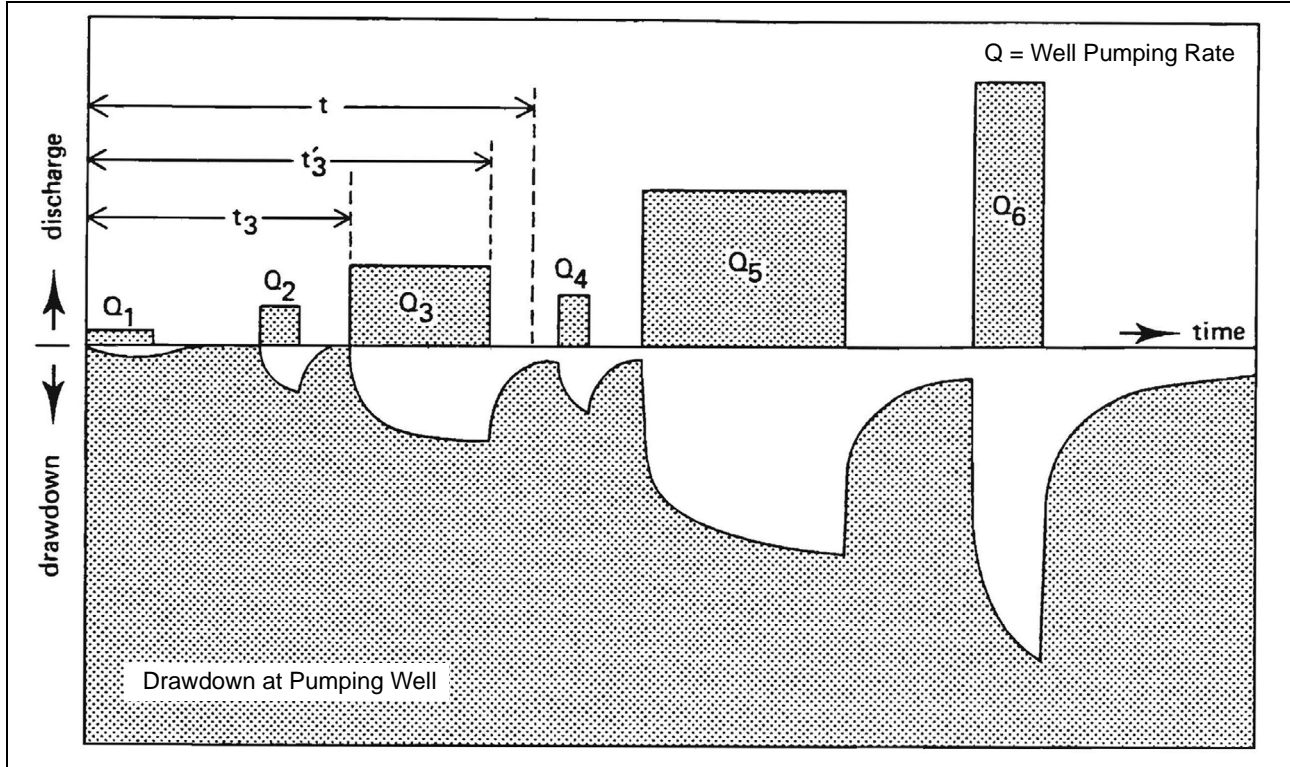 Q = Well Pumping Rate
t
t′3
t3
discharge
Q1
Q2
Q3
Q4
Q5
Q6
time
drawdown
Drawdown at Pumping Well